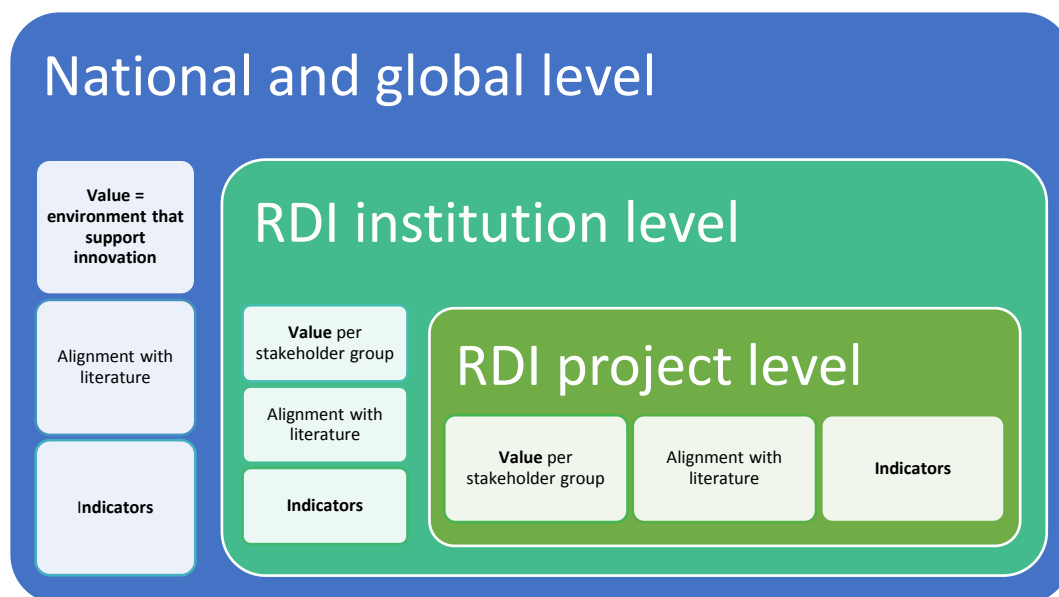 National and global level
Value =
environment that
support
innovation
Alignment with
literature
Indicators
RDI institution level
Value per
stakeholder group
Alignment with
literature
Indicators
RDI project level
Value per
stakeholder group
Alignment with
literature
Indicators